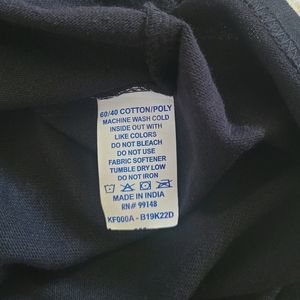 60/40 COTTON/POLY
MACHINE WASH COLD
INSIDE OUT WITH
LIKE COLORS
DO NOT BLEACH
DO NOT USE
FABRIC SOFTENER
TUMBLE DRY LOW
DO NOT IRON
MADE IN INDIA
RN# 99148
KF000A - B19K22D